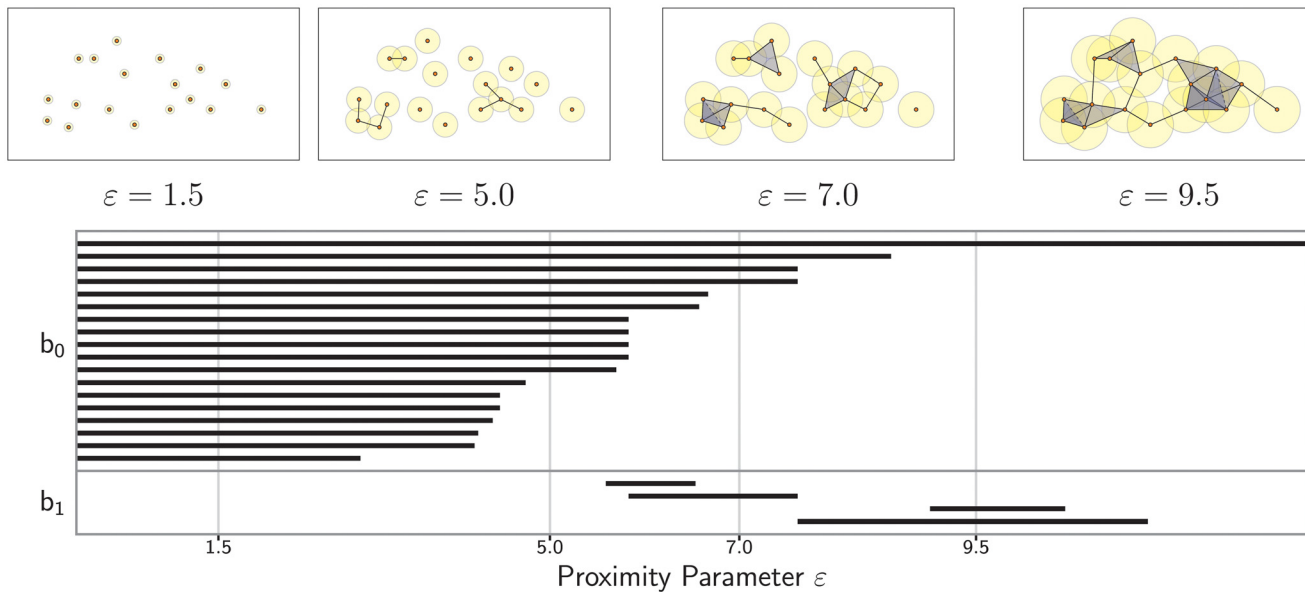 ε = 1.5
ε = 5.0
ε = 7.0
ε = 9.5
b0
b1
1.5 5.0 7.0 9.5
Proximity Parameter ε